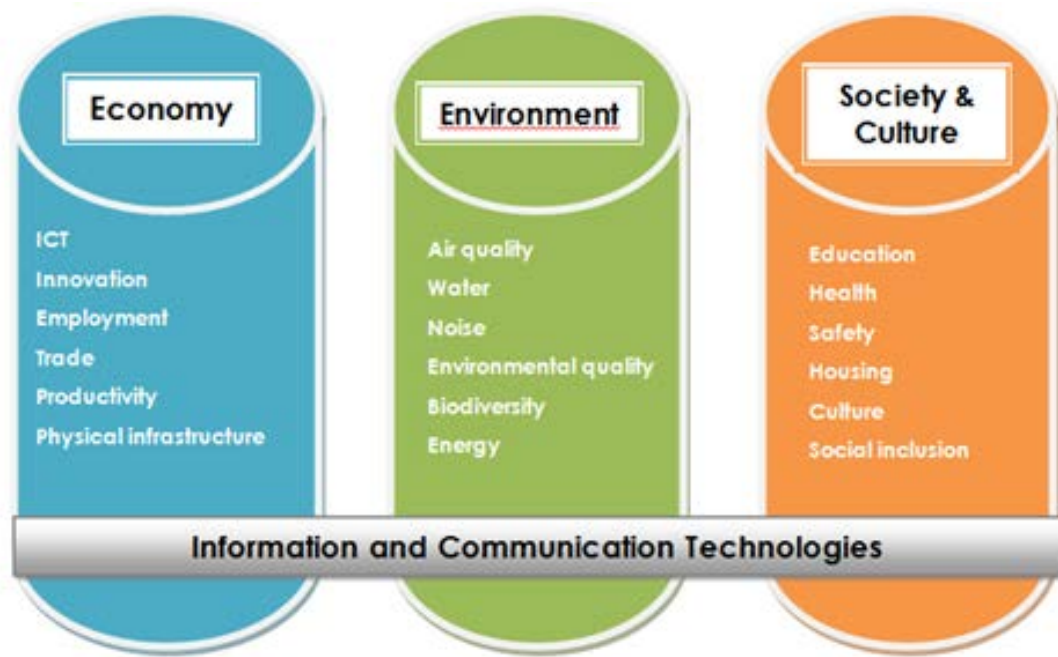 Economy
ICT
Innovation
Employment
Trade
Productivity
Physical infrastructure
Environment
Air quality
Water
Noise
Environmental quality
Biodiversity
Energy
Society &
Culture
Education
Health
Safety
Housing
Culture
Social inclusion
Information and Communication Technologies